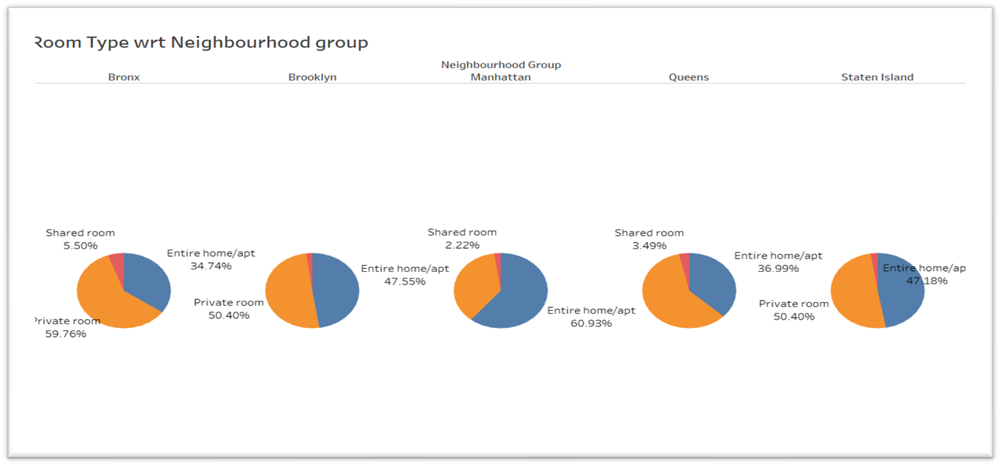 Room Type wrt Neighbourhood group
Neighbourhood Group
Bronx
Brooklyn
Manhattan
Queens
Staten Island
Shared room
5.50%
Entire home/apt
34.74%
Private room
59.76%
Private room
50.40%
Entire home/apt
47.55%
Shared room
2.22%
Entire home/apt
60.93%
Shared room
3.49%
Entire home/apt
36.99%
Private room
50.40%
Entire home/ap
47.18%